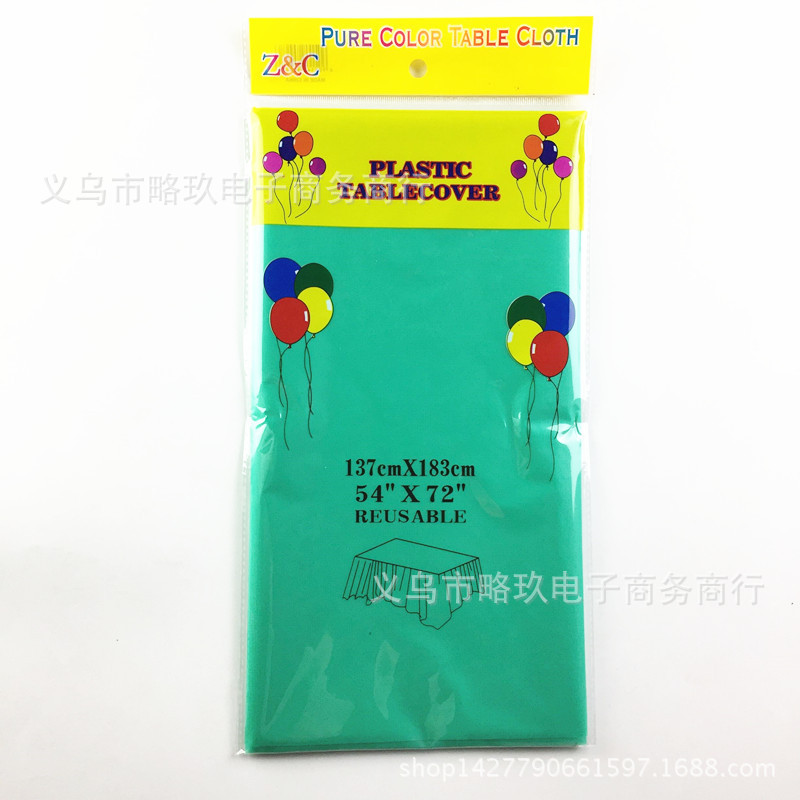 PURE COLOR TABLE CLOTH
Z&C
PLASTIC
TABLECOVER
义乌市略玖电子商务商行
137cmX183cm
54"X72"
REUSABLE
义乌市略玖电子商务商行
shop1427790661597.1688.com